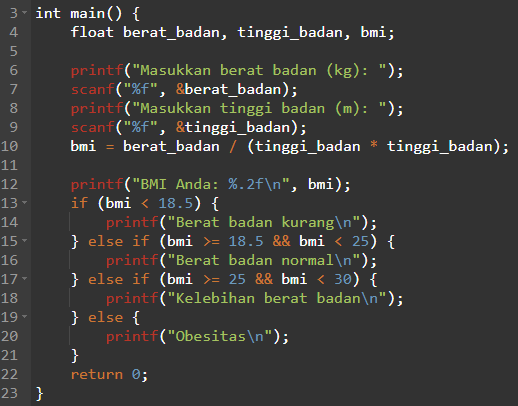 3 int main() {
4     float berat_badan, tinggi_badan, bmi;
5
6     printf("Masukkan berat badan (kg): ");
7     scanf("%f", &berat_badan);
8     printf("Masukkan tinggi badan (m): ");
9     scanf("%f", &tinggi_badan);
10     bmi = berat_badan / (tinggi_badan * tinggi_badan);
11
12     printf("BMI Anda: %.2f\n", bmi);
13     if (bmi < 18.5) {
14         printf("Berat badan kurang\n");
15     } else if (bmi >= 18.5 && bmi < 25) {
16         printf("Berat badan normal\n");
17     } else if (bmi >= 25 && bmi < 30) {
18         printf("Kelebihan berat badan\n");
19     } else {
20         printf("Obesitas\n");
21     }
22     return 0;
23 }